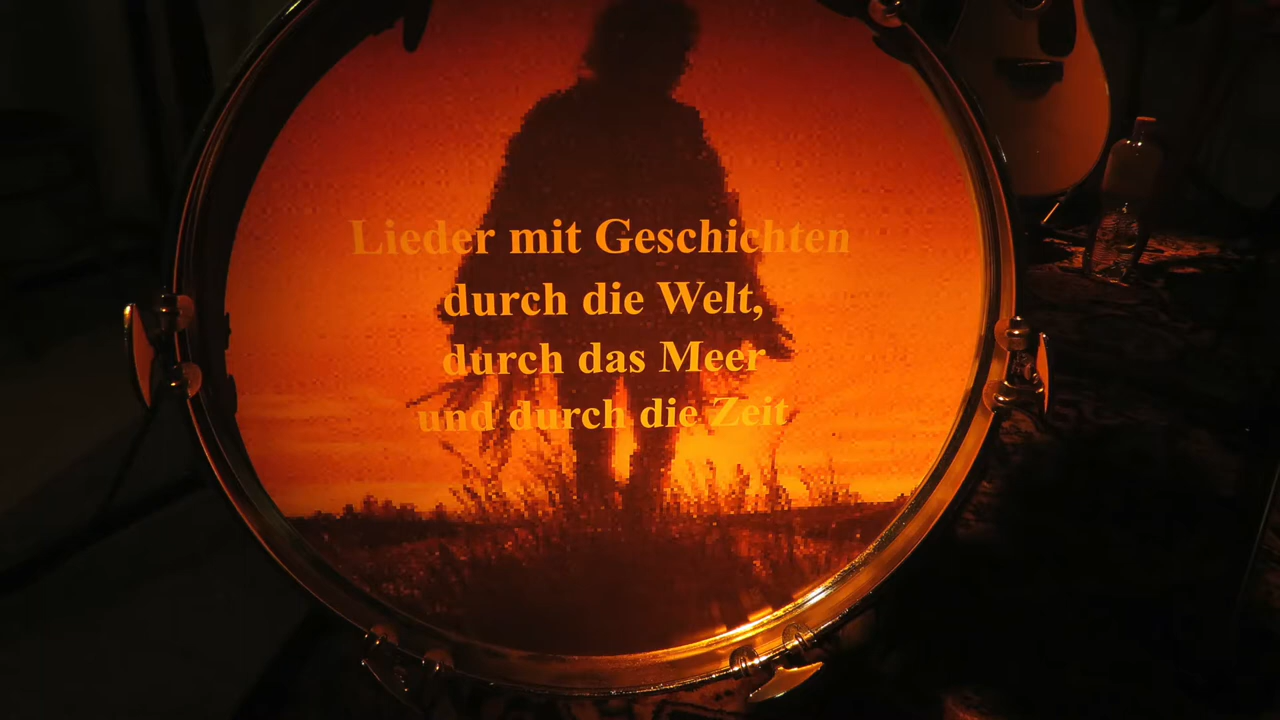 Lieder mit Geschichten
durch die Welt,
durch das Meer
und durch die Zeit